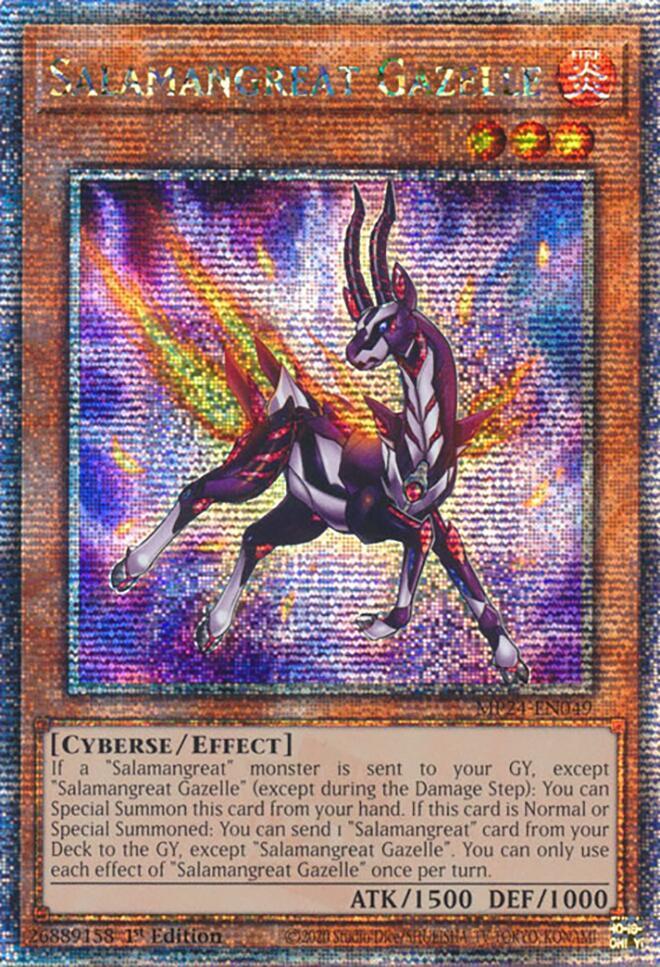 SALAMANGREAT GAZELLE
FIRE
炎
MP24-EN049
[CYBERSE/EFFECT]
If a "Salamangreat" monster is sent to your GY, except
"Salamangreat Gazelle" (except during the Damage Step): You can
Special Summon this card from your hand. If this card is Normal or
Special Summoned: You can send 1 "Salamangreat" card from your
Deck to the GY, except "Salamangreat Gazelle". You can only use
each effect of "Salamangreat Gazelle" once per turn.
ATK/1500 DEF/1000
26889158 1st Edition
©2020 Studio Dice/SHUEISHA, TV TOKYO, KONAMI